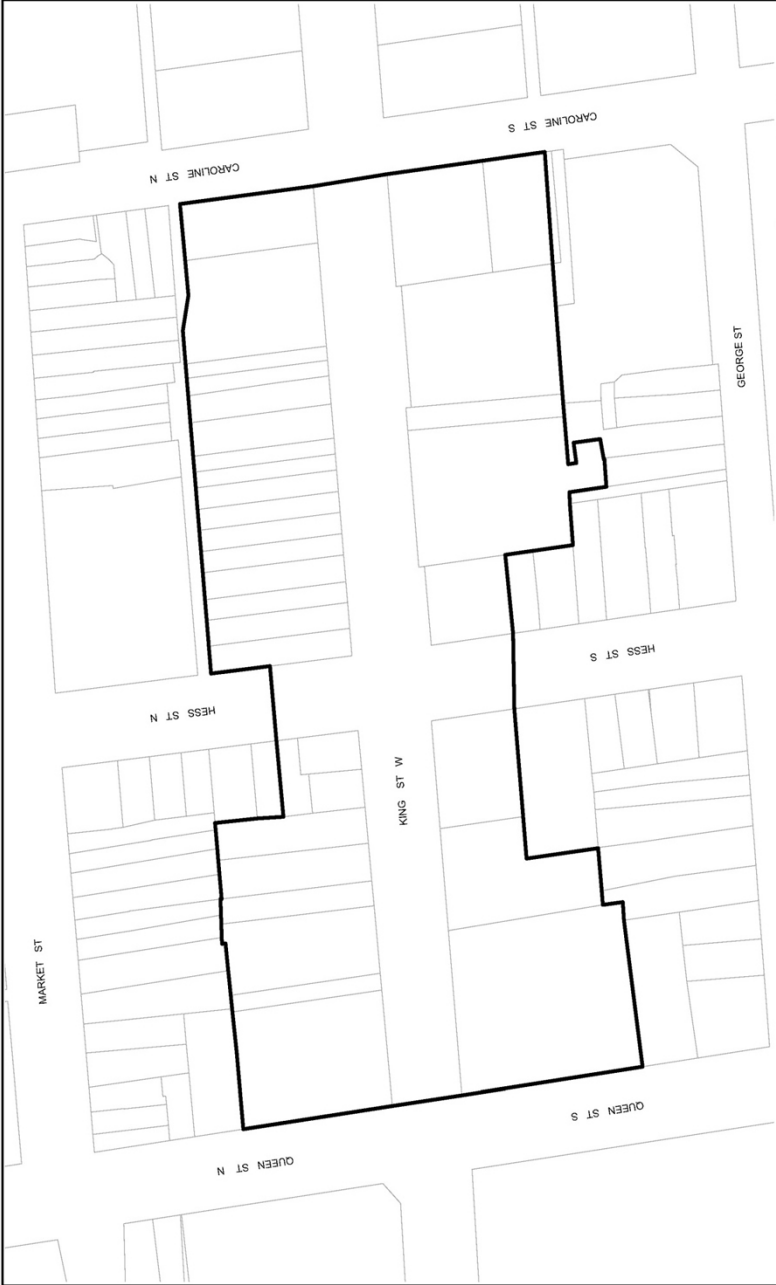 CAROLINE ST N
CAROLINE ST S
GEORGE ST
HESS ST N
HESS ST S
KING ST W
MARKET ST
QUEEN ST N
QUEEN ST S